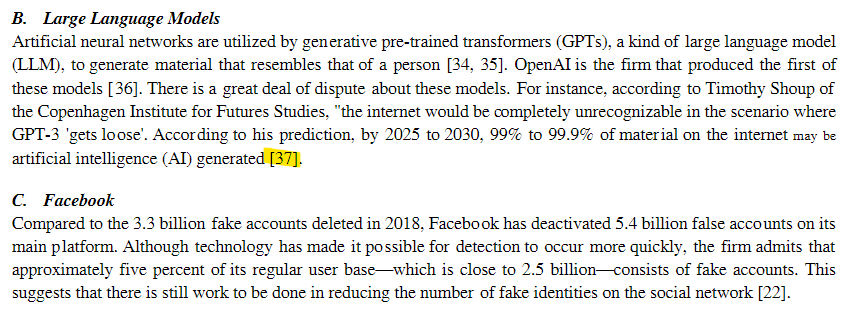 B. Large Language Models
Artificial neural networks are utilized by generative pre-trained transformers (GPTs), a kind of large language model
(LLM), to generate material that resembles that of a person [34, 35]. OpenAI is the firm that produced the first of
these models [36]. There is a great deal of dispute about these models. For instance, according to Timothy Shoup of
the Copenhagen Institute for Futures Studies, "the internet would be completely unrecognizable in the scenario where
GPT-3 'gets loose'. According to his prediction, by 2025 to 2030, 99% to 99.9% of material on the internet may be
artificial intelligence (AI) generated [37].
C. Facebook
Compared to the 3.3 billion fake accounts deleted in 2018, Facebook has deactivated 5.4 billion false accounts on its
main platform. Although technology has made it possible for detection to occur more quickly, the firm admits that
approximately five percent of its regular user base—which is close to 2.5 billion—consists of fake accounts. This
suggests that there is still work to be done in reducing the number of fake identities on the social network [22].